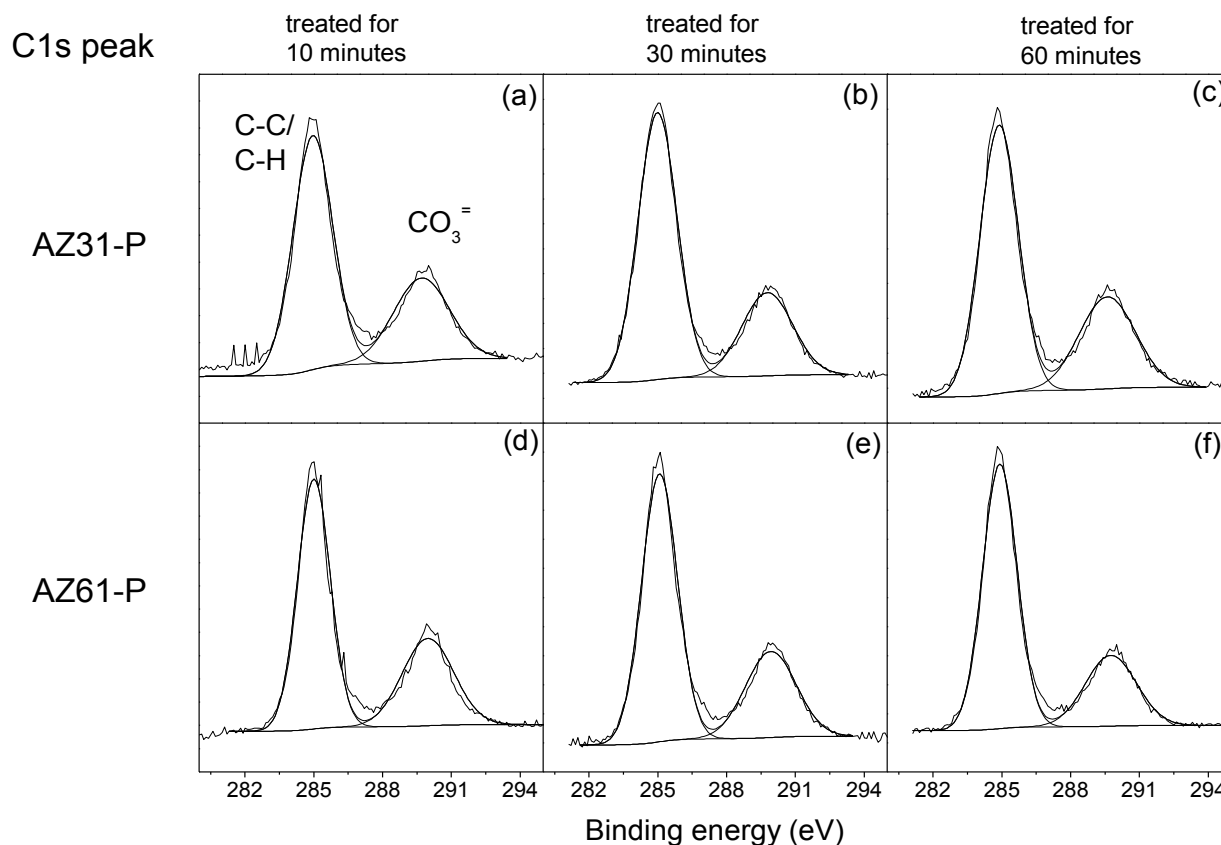 C1s peak
treated for
10 minutes
treated for
30 minutes
treated for
60 minutes
(a)
(b)
(c)
C-C/
C-H
CO3=
AZ31-P
(d)
(e)
(f)
AZ61-P
282 285 288 291 294
282 285 288 291 294
282 285 288 291 294
Binding energy (eV)